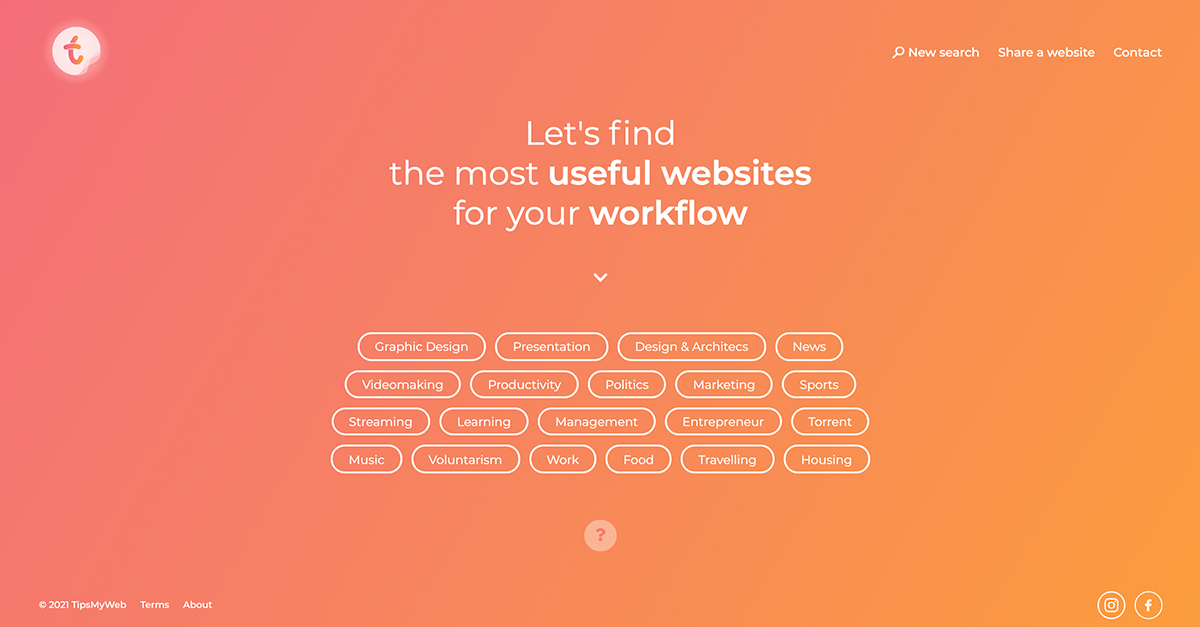 t
New search Share a website Contact
Let's find
the most useful websites
for your workflow
Graphic Design Presentation Design & Architecs News
Videomaking Productivity Politics Marketing Sports
Streaming Learning Management Entrepreneur Torrent
Music Voluntarism Work Food Travelling Housing
?
© 2021 TipsMyWeb Terms About